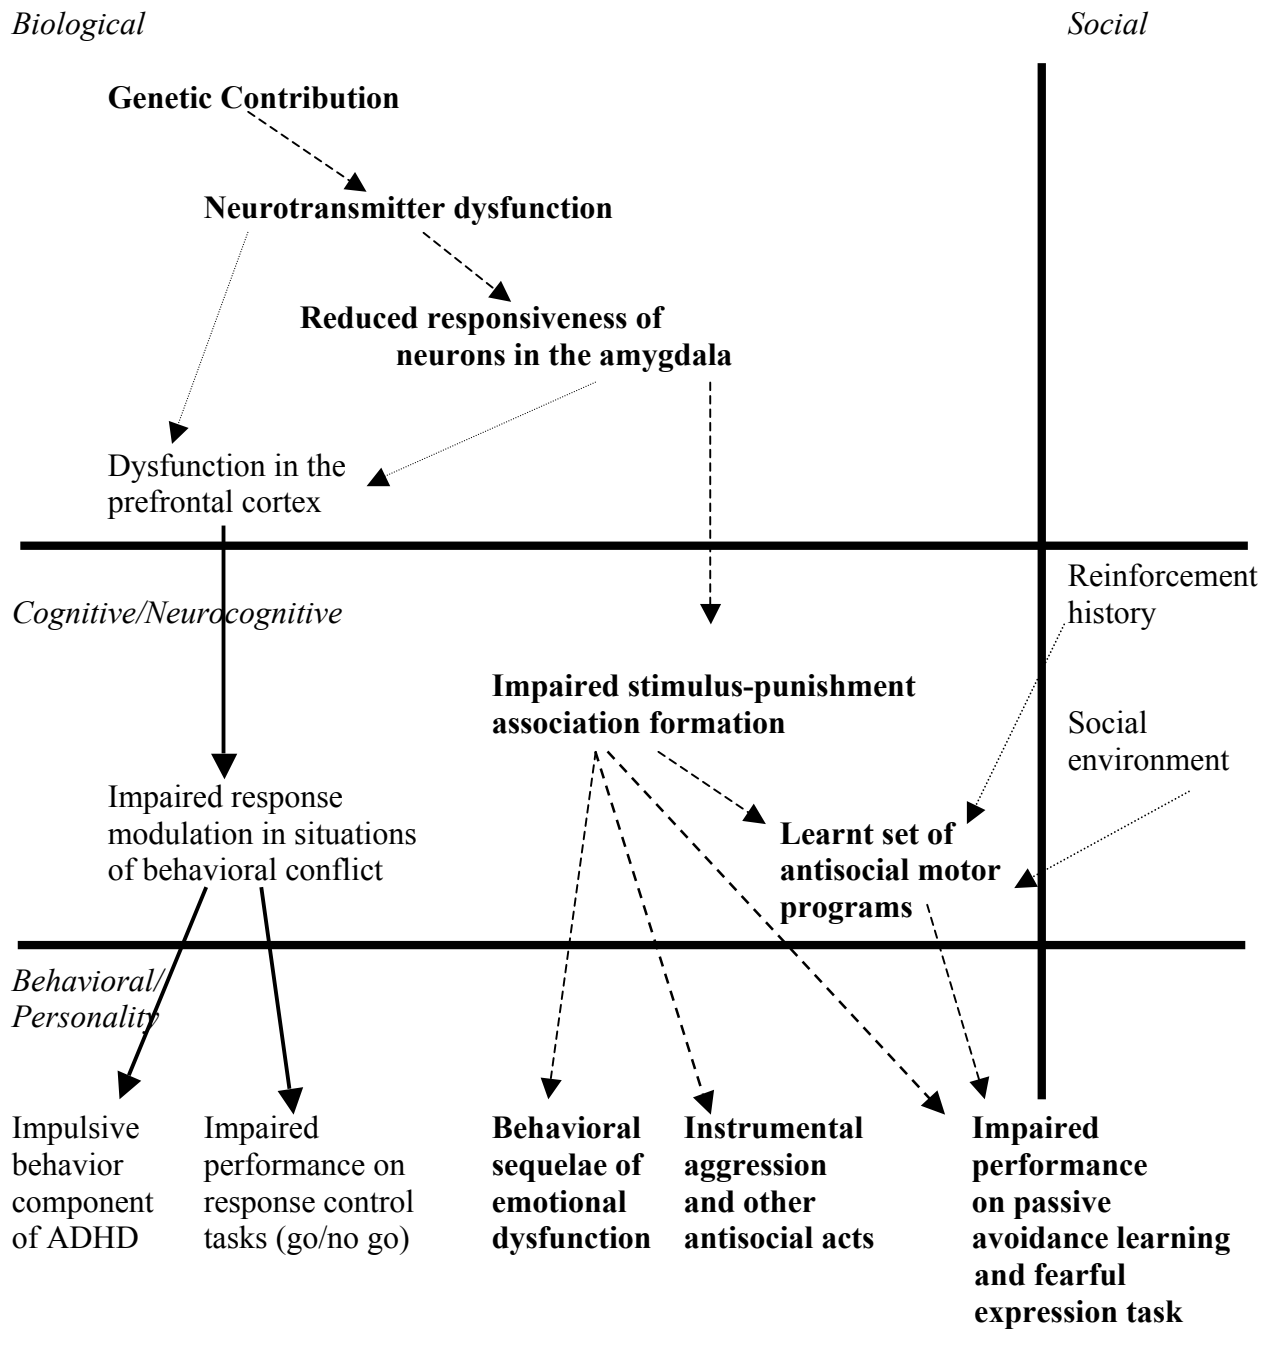 Biological
Social
Genetic Contribution
Neurotransmitter dysfunction
Reduced responsiveness of
neurons in the amygdala
Dysfunction in the
prefrontal cortex
Reinforcement
history
Cognitive/Neurocognitive
Impaired stimulus-punishment
association formation
Social
environment
Impaired response
modulation in situations
of behavioral conflict
Learnt set of
antisocial motor
programs
Behavioral/
Personality
Impulsive
behavior
component
of ADHD
Impaired
performance on
response control
tasks (go/no go)
Behavioral
sequelae of
emotional
dysfunction
Instrumental
aggression
and other
antisocial acts
Impaired
performance
on passive
avoidance learning
and fearful
expression task